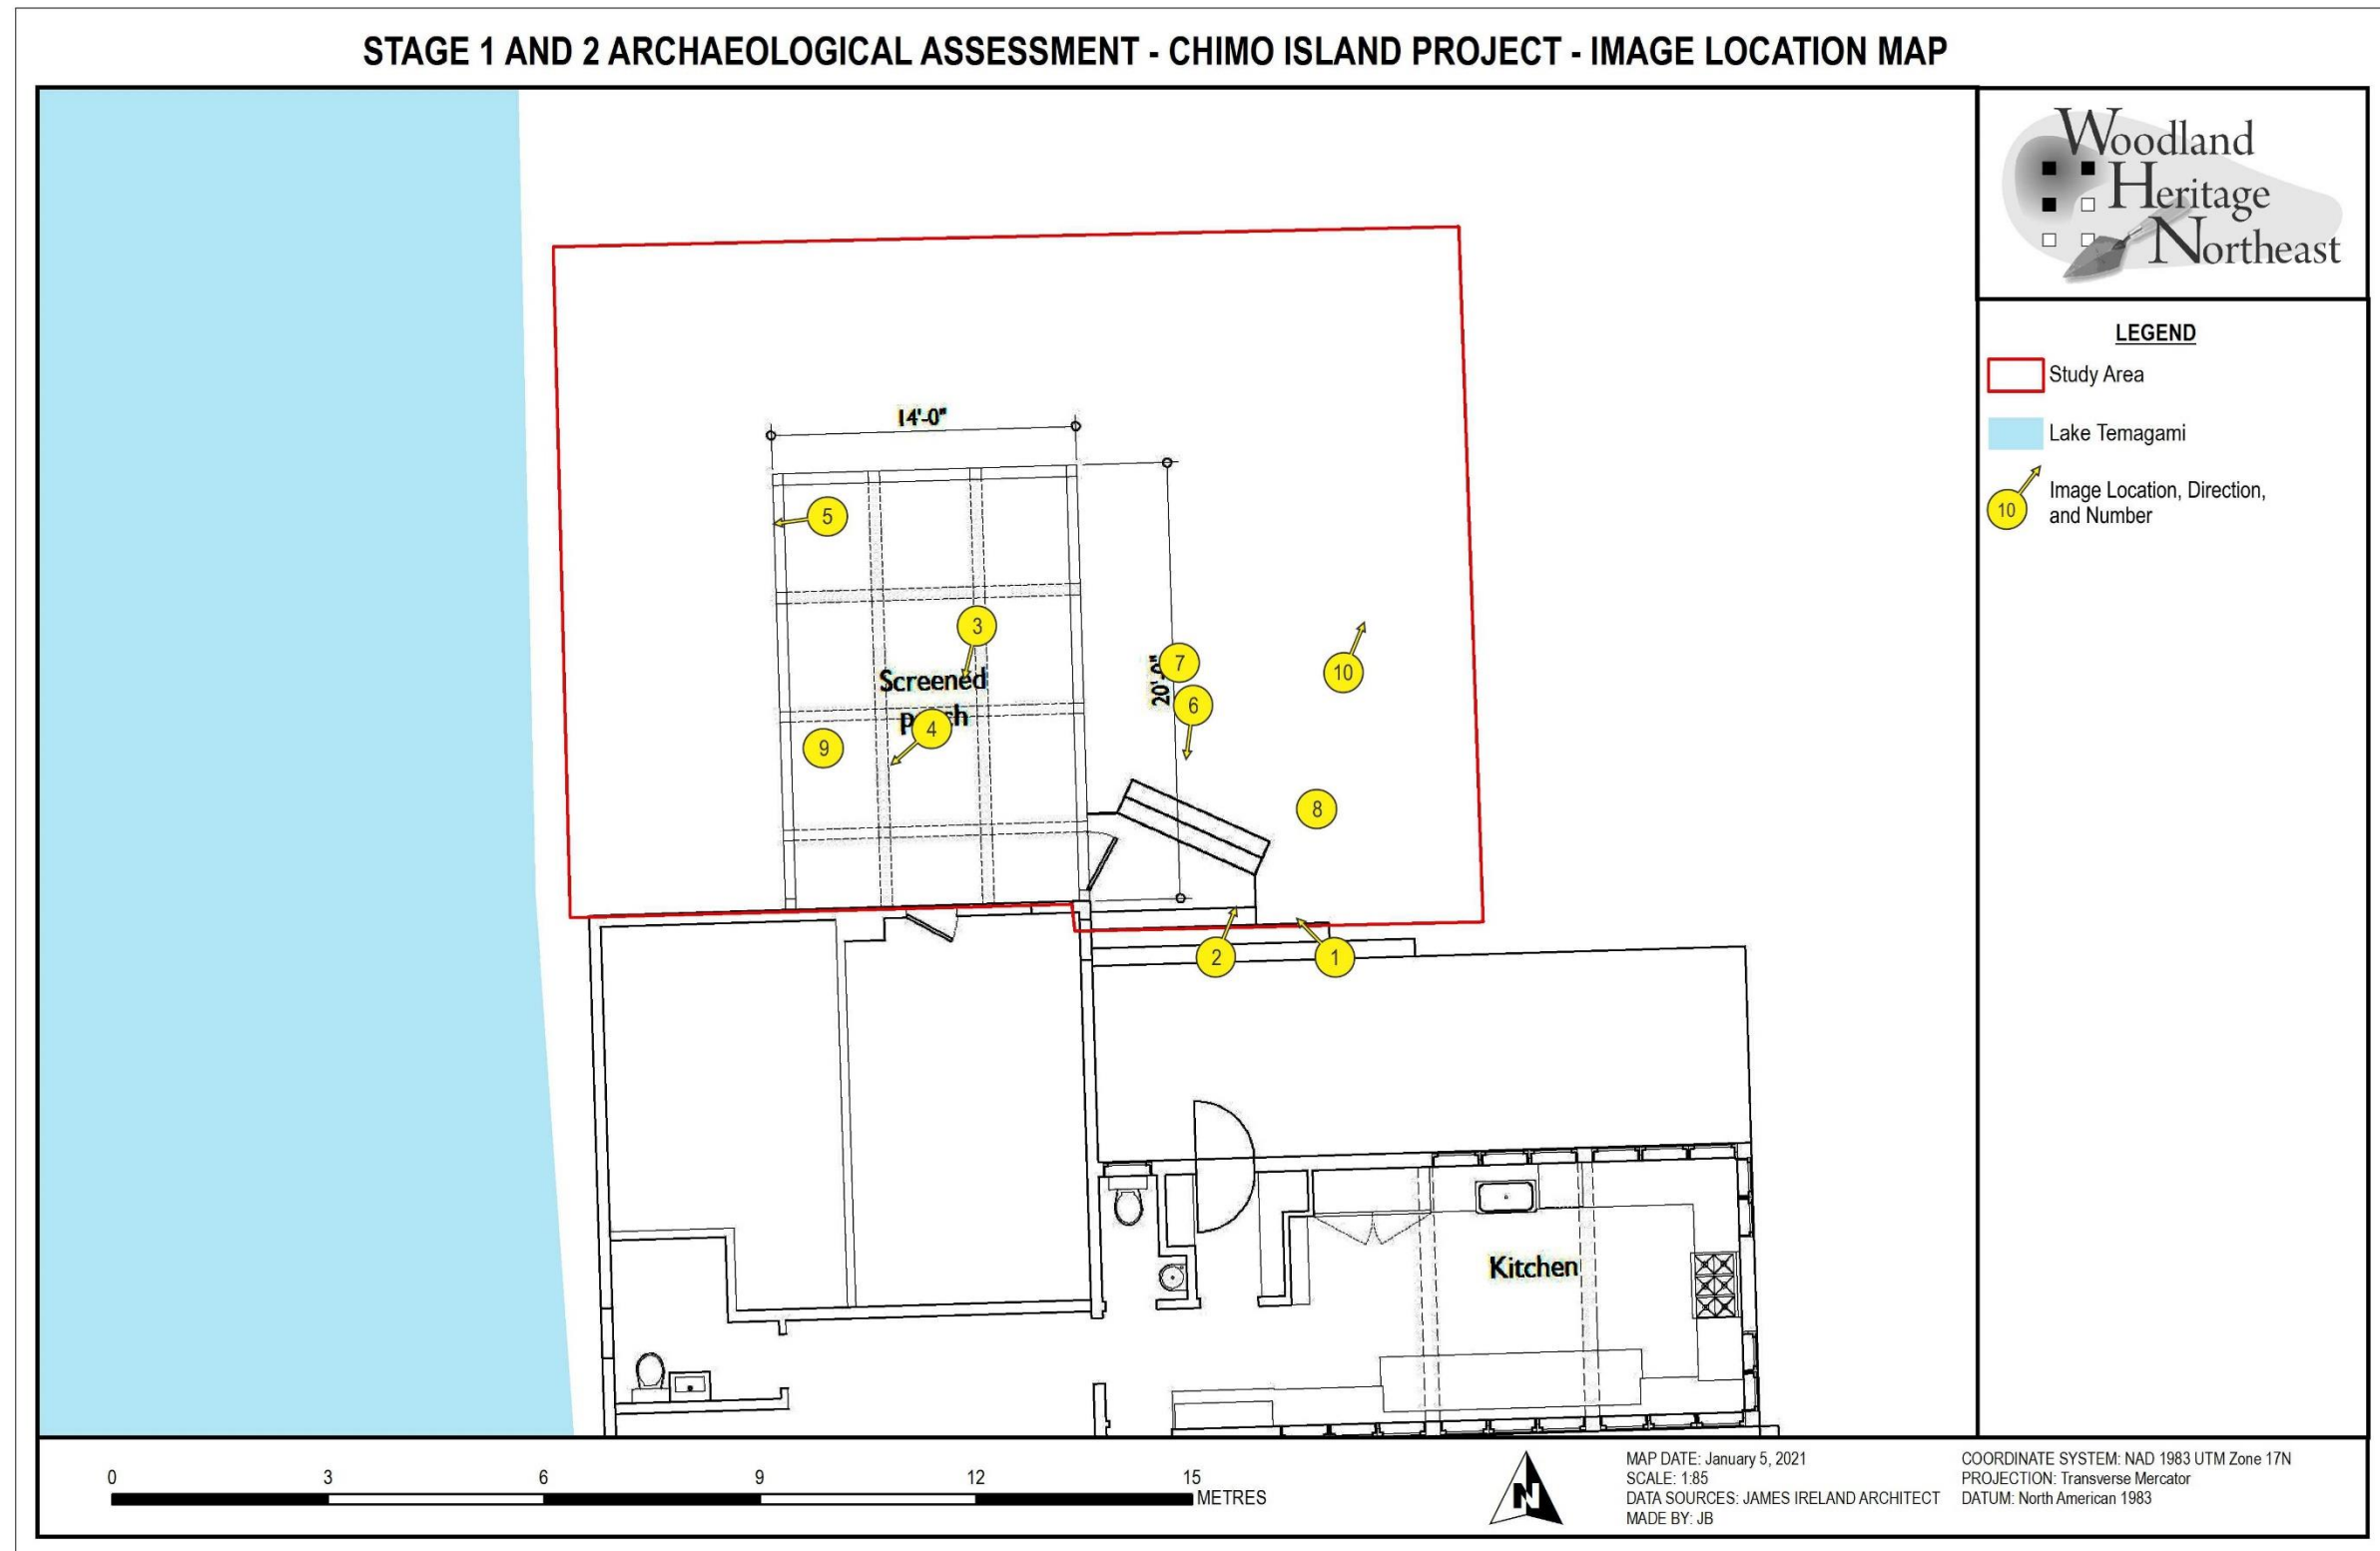 STAGE 1 AND 2 ARCHAEOLOGICAL ASSESSMENT - CHIMO ISLAND PROJECT - IMAGE LOCATION MAP
Woodland
Heritage
Northeast
LEGEND
Study Area
Lake Temagami
10
Image Location, Direction,
and Number
14'-0"
5
3
Screened
4
9
7
6
10
8
2
1
Kitchen
0 3 6 9 12 15
METRES
N
MAP DATE: January 5, 2021
SCALE: 1:85
DATA SOURCES: JAMES IRELAND ARCHITECT
MADE BY: JB
COORDINATE SYSTEM: NAD 1983 UTM Zone 17N
PROJECTION: Transverse Mercator
DATUM: North American 1983